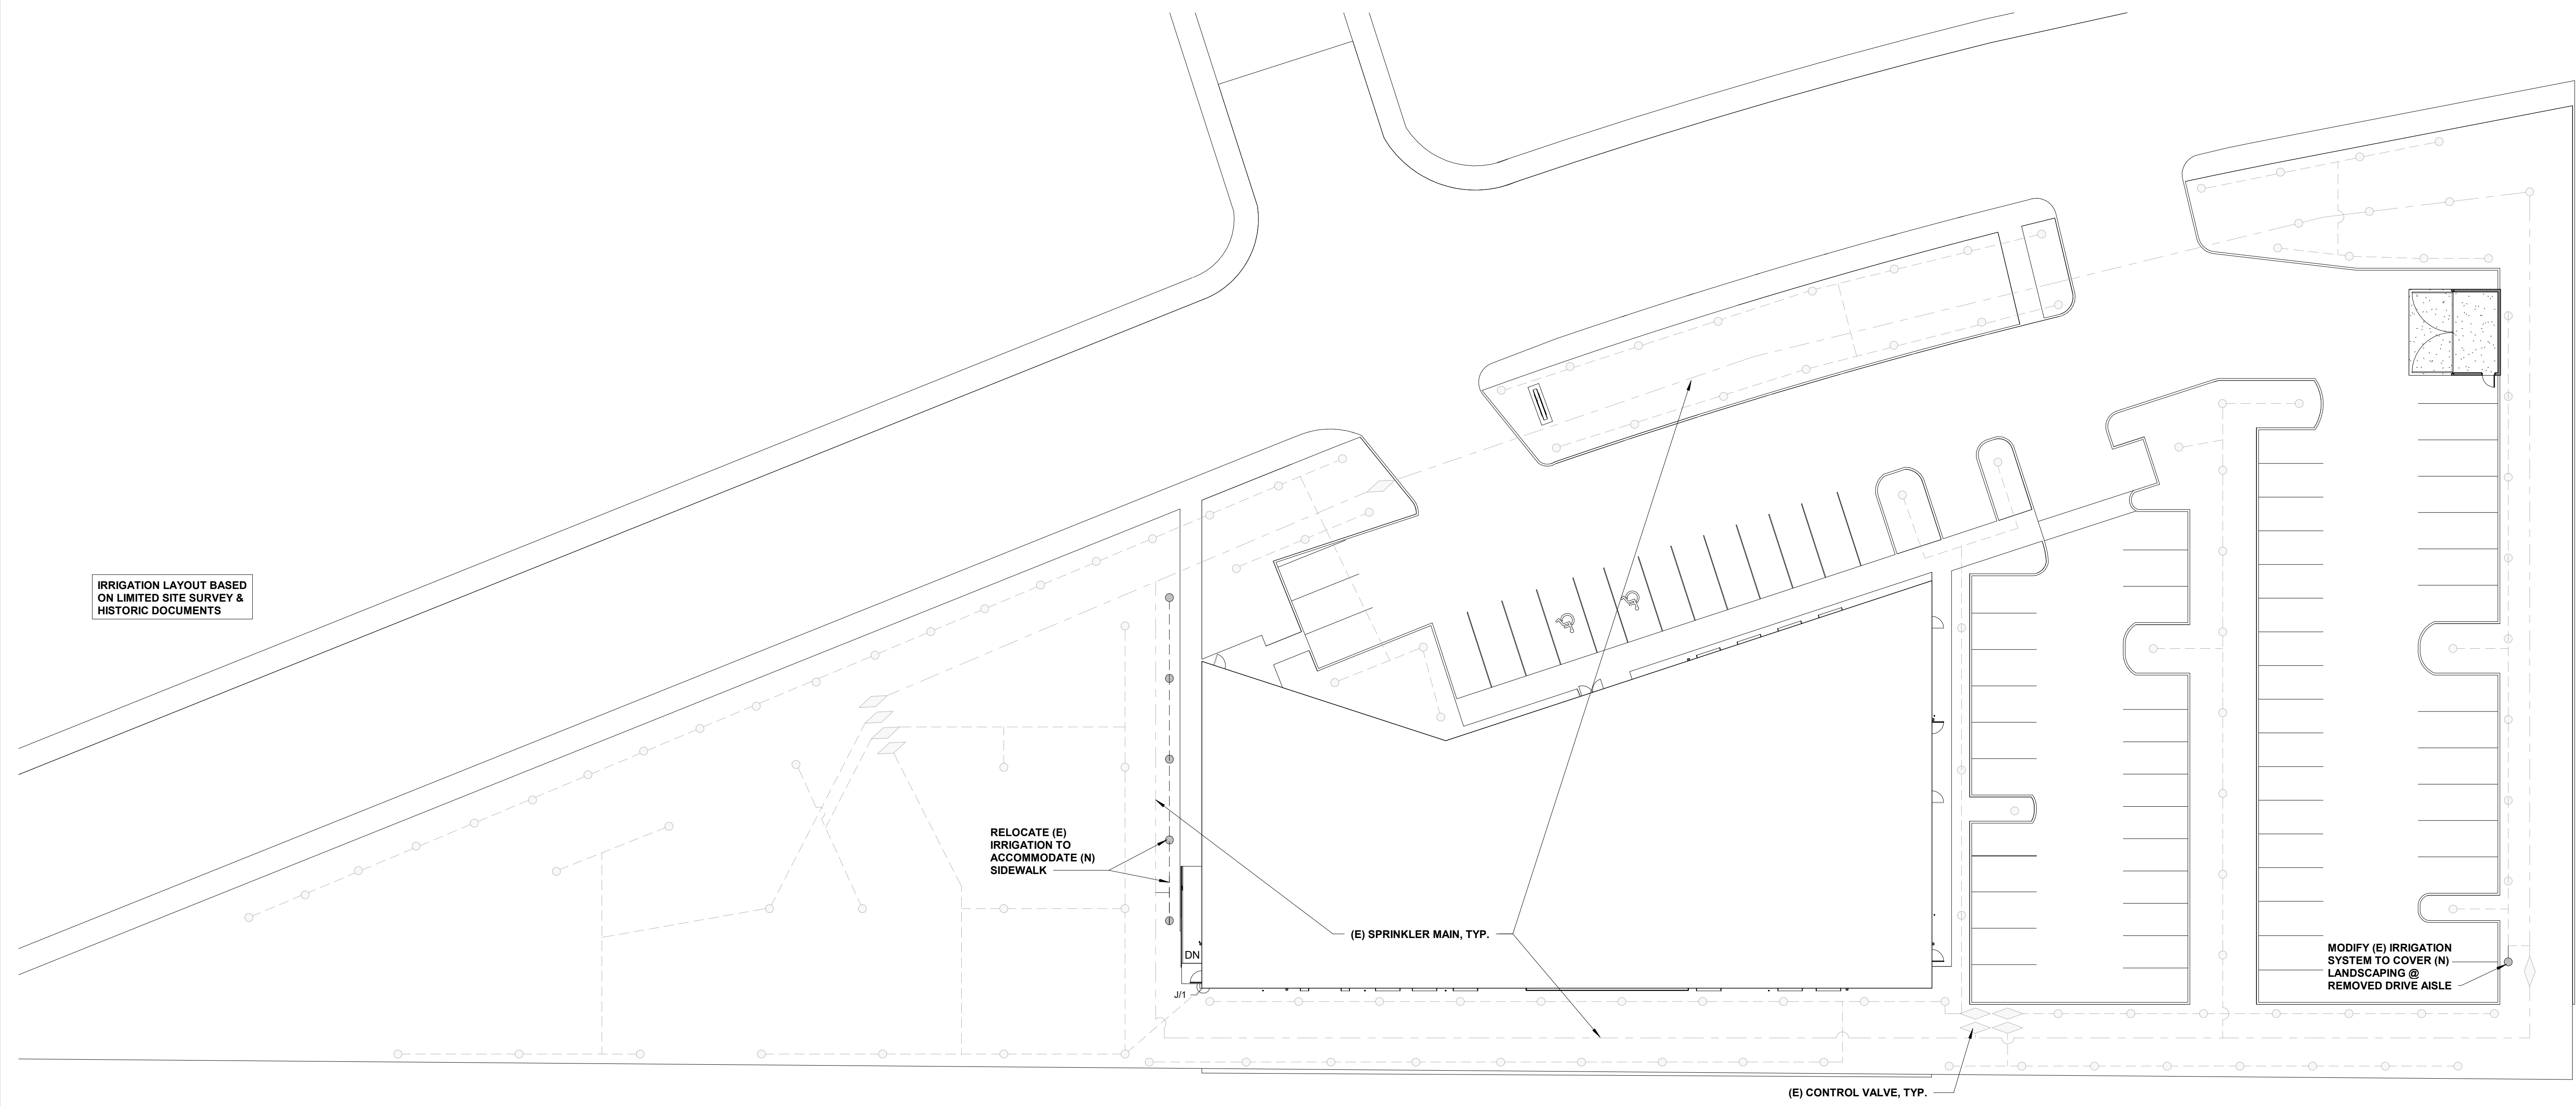 IRRIGATION LAYOUT BASED
ON LIMITED SITE SURVEY &
HISTORIC DOCUMENTS
RELOCATE (E)
IRRIGATION TO
ACCOMMODATE (N)
SIDEWALK
(E) SPRINKLER MAIN, TYP.
DN
J/1
MODIFY (E) IRRIGATION
SYSTEM TO COVER (N)
LANDSCAPING @
REMOVED DRIVE AISLE
(E) CONTROL VALVE, TYP.